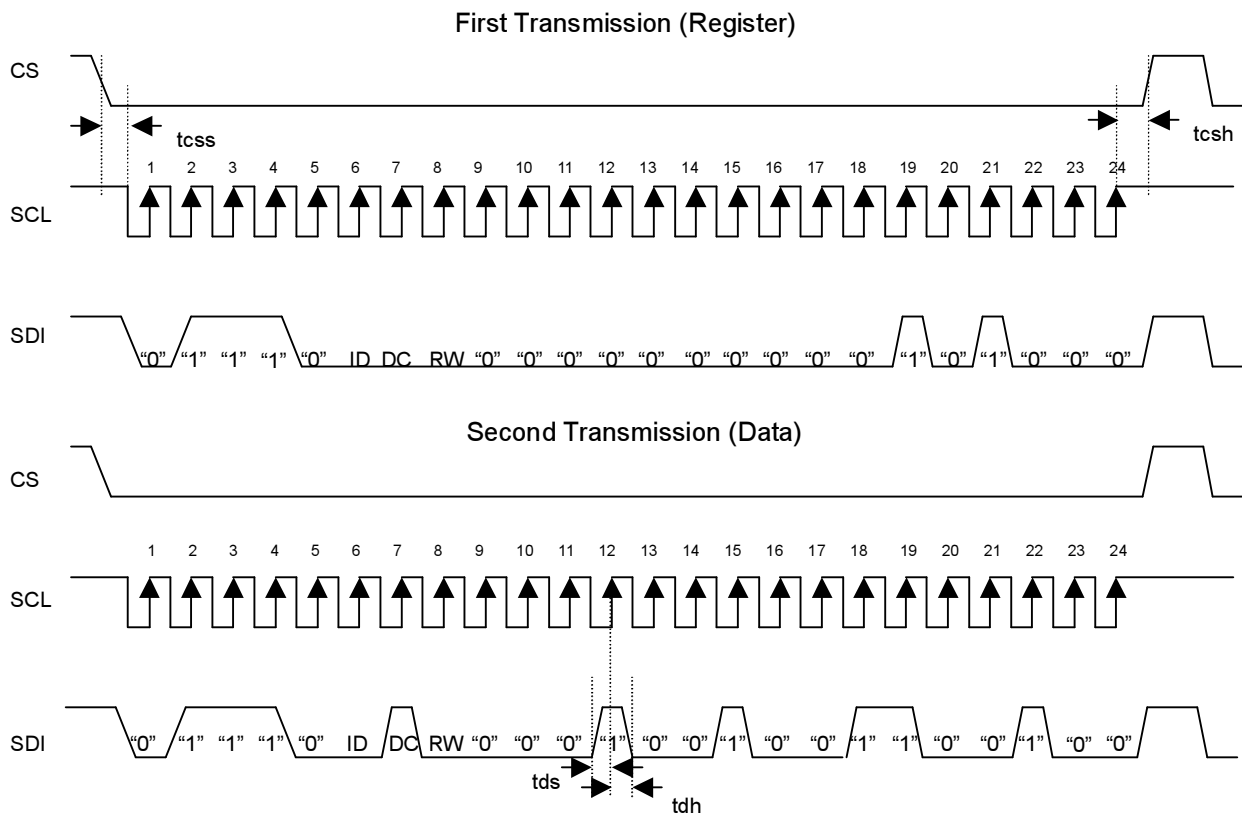 First Transmission (Register)
CS
tcss
tcsh
1 2 3 4 5 6 7 8 9 10 11 12 13 14 15 16 17 18 19 20 21 22 23 24
SCL
SDI
“0” “1” “1” “1” “0” ID DC RW “0” “0” “0” “0” “0” “0” “0” “0” “0” “0” “1” “0” “1” “0” “0” “0”
Second Transmission (Data)
CS
1 2 3 4 5 6 7 8 9 10 11 12 13 14 15 16 17 18 19 20 21 22 23 24
SCL
SDI
“0” “1” “1” “1” “0” ID DC RW “0” “0” “0” “1” “0” “0” “1” “0” “0” “1” “1” “0” “0” “1” “0” “0”
tds
tdh